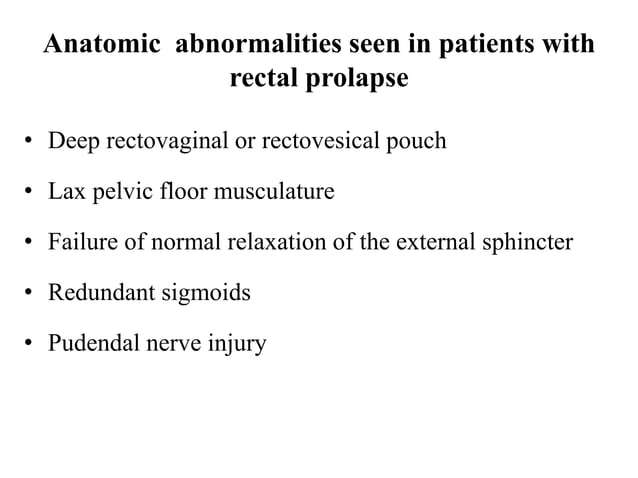 Anatomic  abnormalities seen in patients with
rectal prolapse
• Deep rectovaginal or rectovesical pouch
• Lax pelvic floor musculature
• Failure of normal relaxation of the external sphincter
• Redundant sigmoids
• Pudendal nerve injury